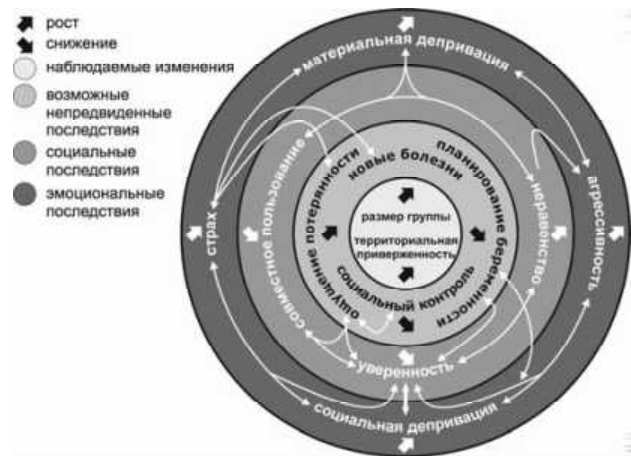 рост
снижение
наблюдаемые изменения
возможные
непредвиденные
последствия
социальные
последствия
эмоциональные
последствия
материальная депривация
агрессивность
социальная депривация
страх
совместное пользование
неравенство
уверенность
ощущение потерянности
новые болезни
планирование беременности
социальный контроль
размер группы
территориальная
приверженность